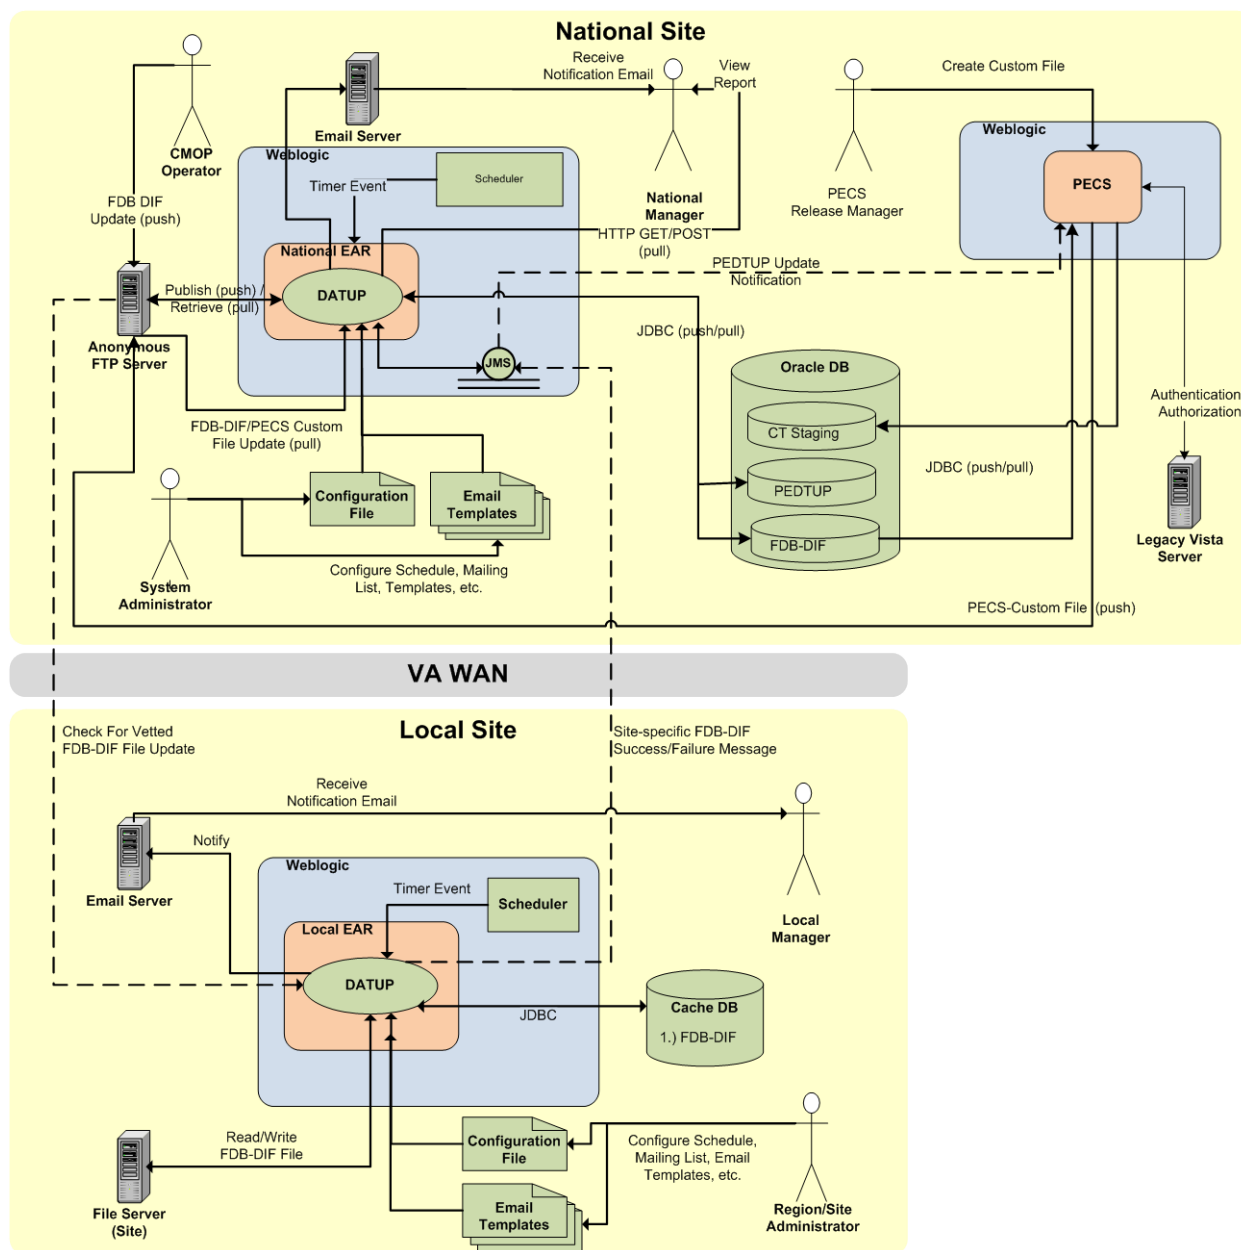 National Site
Receive
Notification Email
View
Report
Create Custom File
Email Server
Weblogic
CMOP
Operator
Weblogic
Timer Event
Scheduler
PECS
FDB DIF
Update (push)
National
Manager
PECS
Release Manager
HTTP GET/POST
(pull)
National EAR
PEDTUP Update
Notification
DATUP
Publish (push) /
Retrieve (pull)
JDBC (push/pull)
Anonymous
FTP Server
JMS
Oracle DB
Authentication
Authorization
FDB-DIF/PECS Custom
File Update (pull)
CT Staging
JDBC (push/pull)
Configuration
File
Email
Templates
PEDTUP
FDB-DIF
Legacy Vista
Server
Configure Schedule, Mailing
List, Templates, etc.
System
Administrator
PECS-Custom File (push)
VA WAN
Local Site
Check For Vetted
FDB-DIF File Update
Site-specific FDB-DIF
Success/Failure Message
Receive
Notification Email
Notify
Email Server
Weblogic
Timer Event
Scheduler
Local EAR
Local
Manager
DATUP
JDBC
Cache DB
1.) FDB-DIF
Read/Write
FDB-DIF File
Configuration
File
Configure Schedule,
Mailing List, Email
Templates, etc.
File Server
(Site)
Email
Templates
Region/Site
Administrator